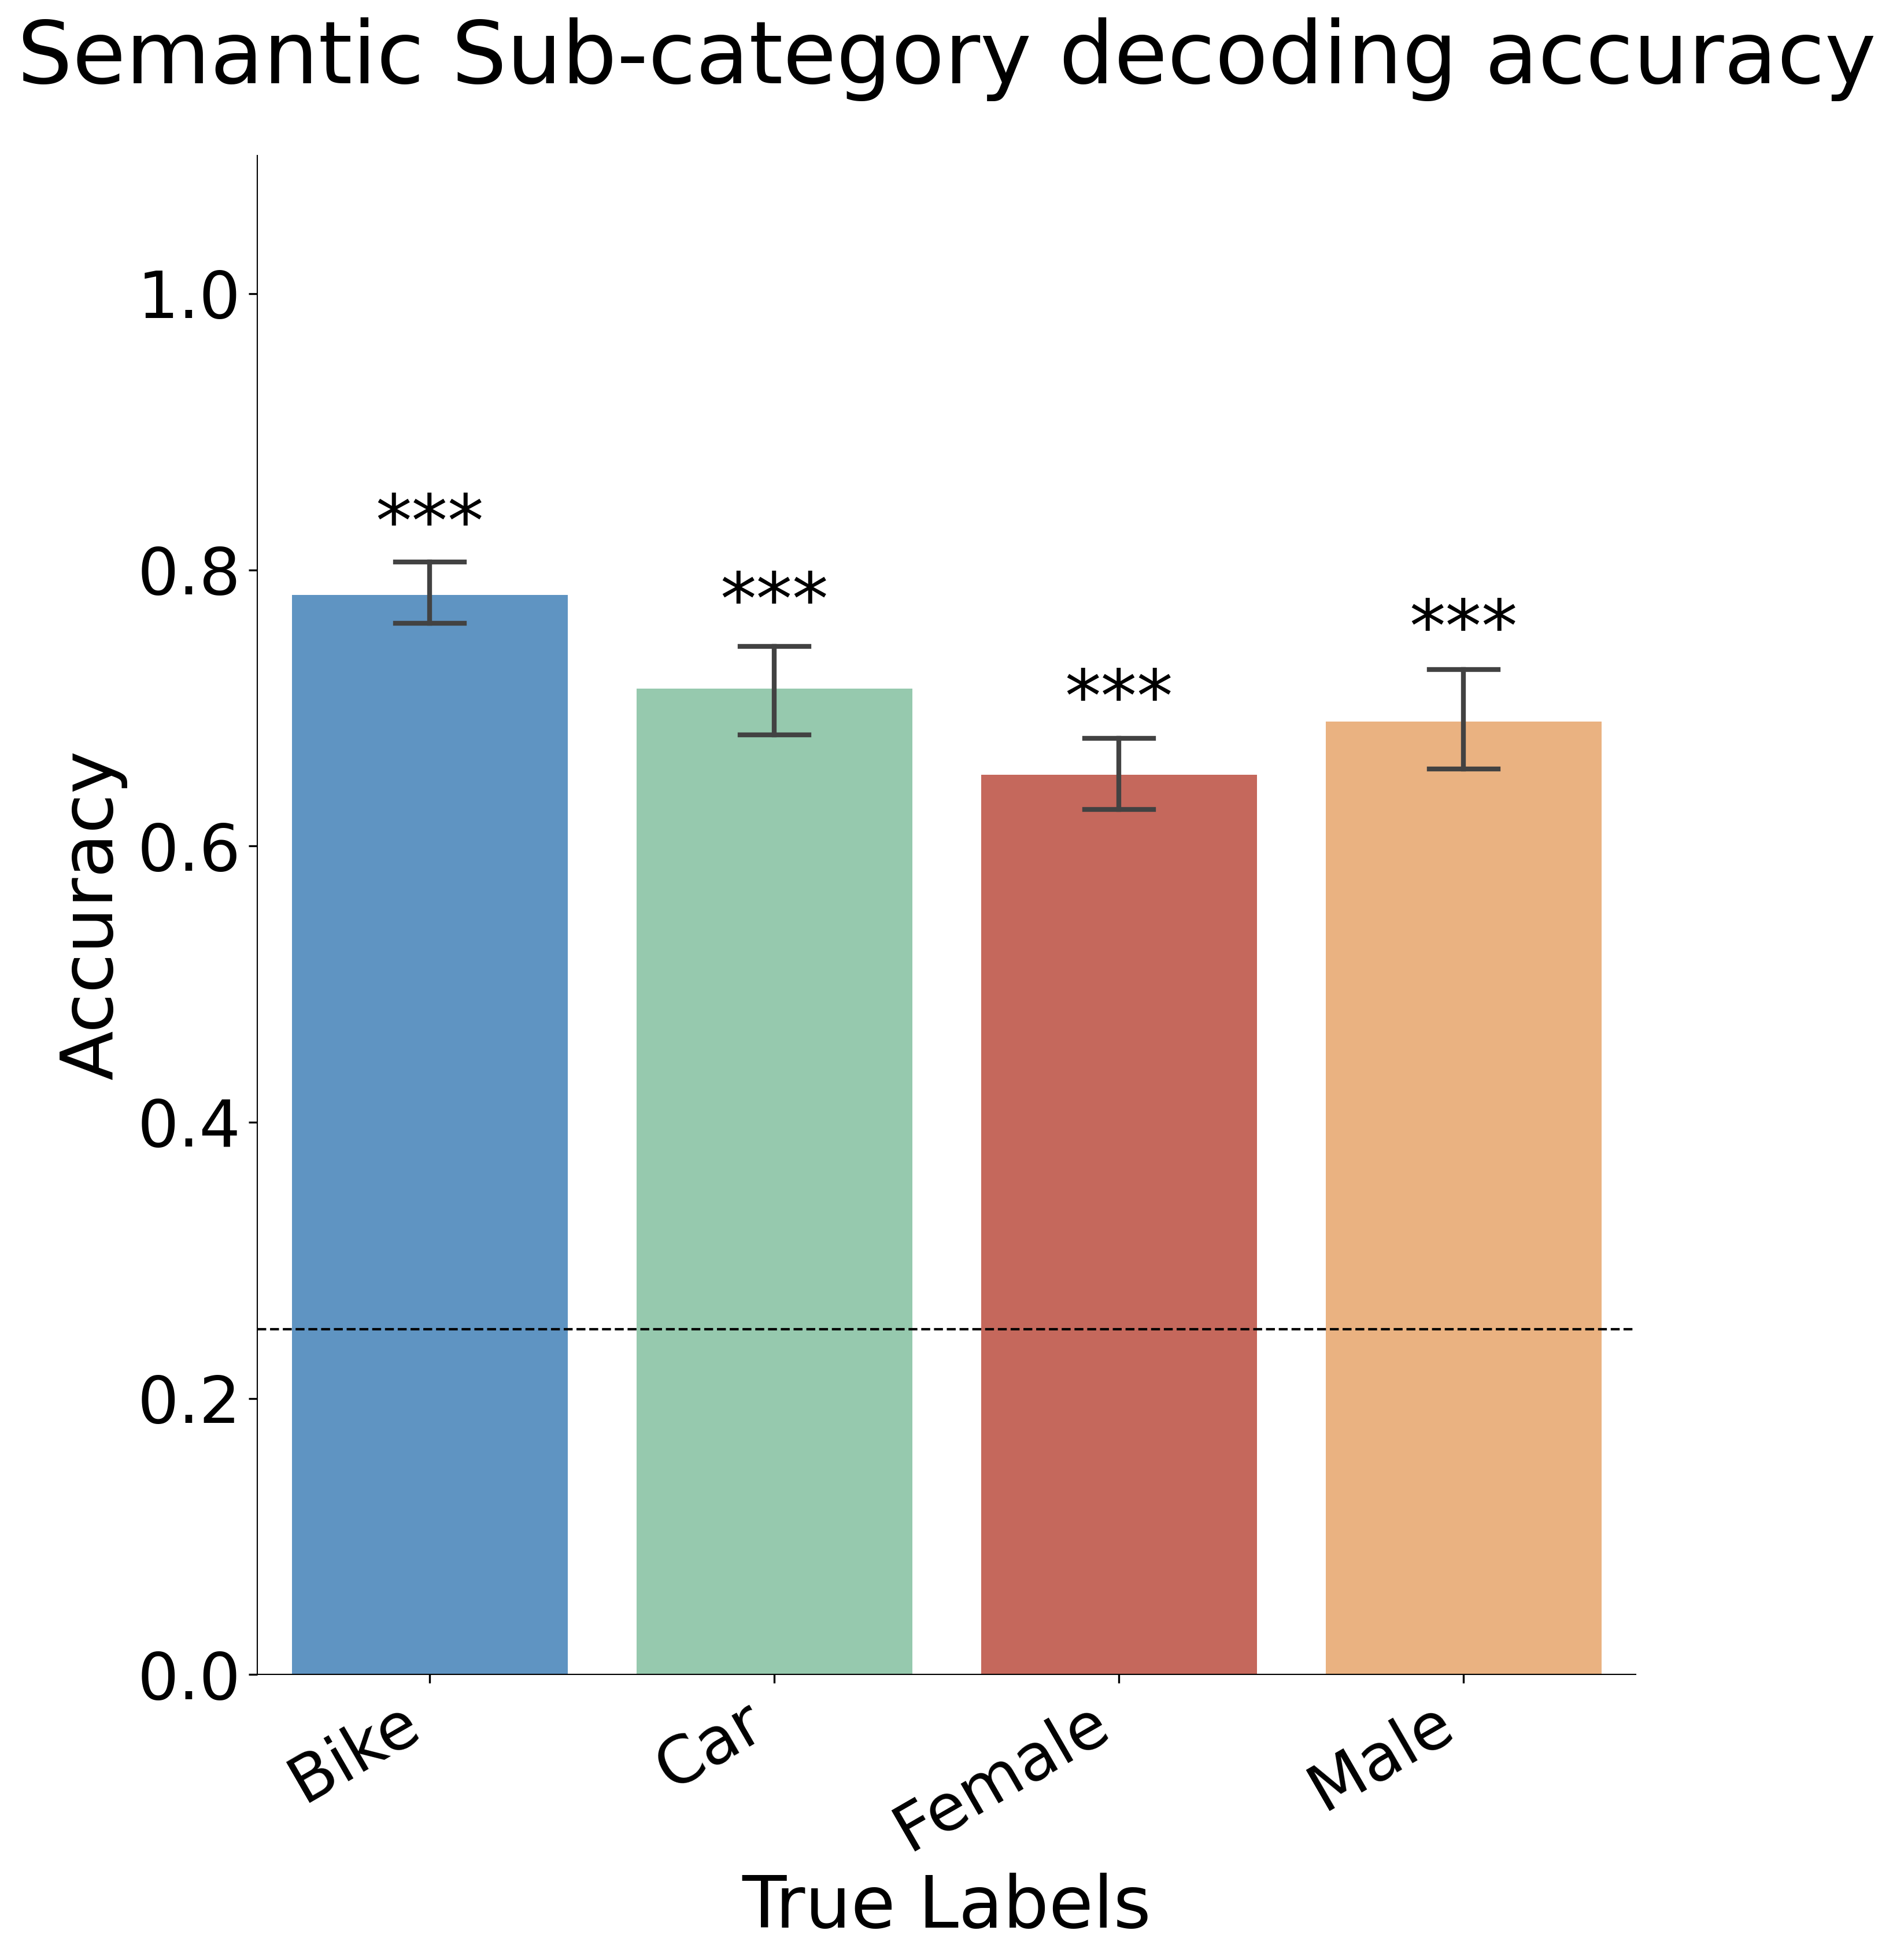 Semantic Sub-category decoding accuracy
1.0
0.8
0.6
0.4
0.2
0.0
Accuracy
***
***
***
***
Bike
Car
Female
Male
True Labels